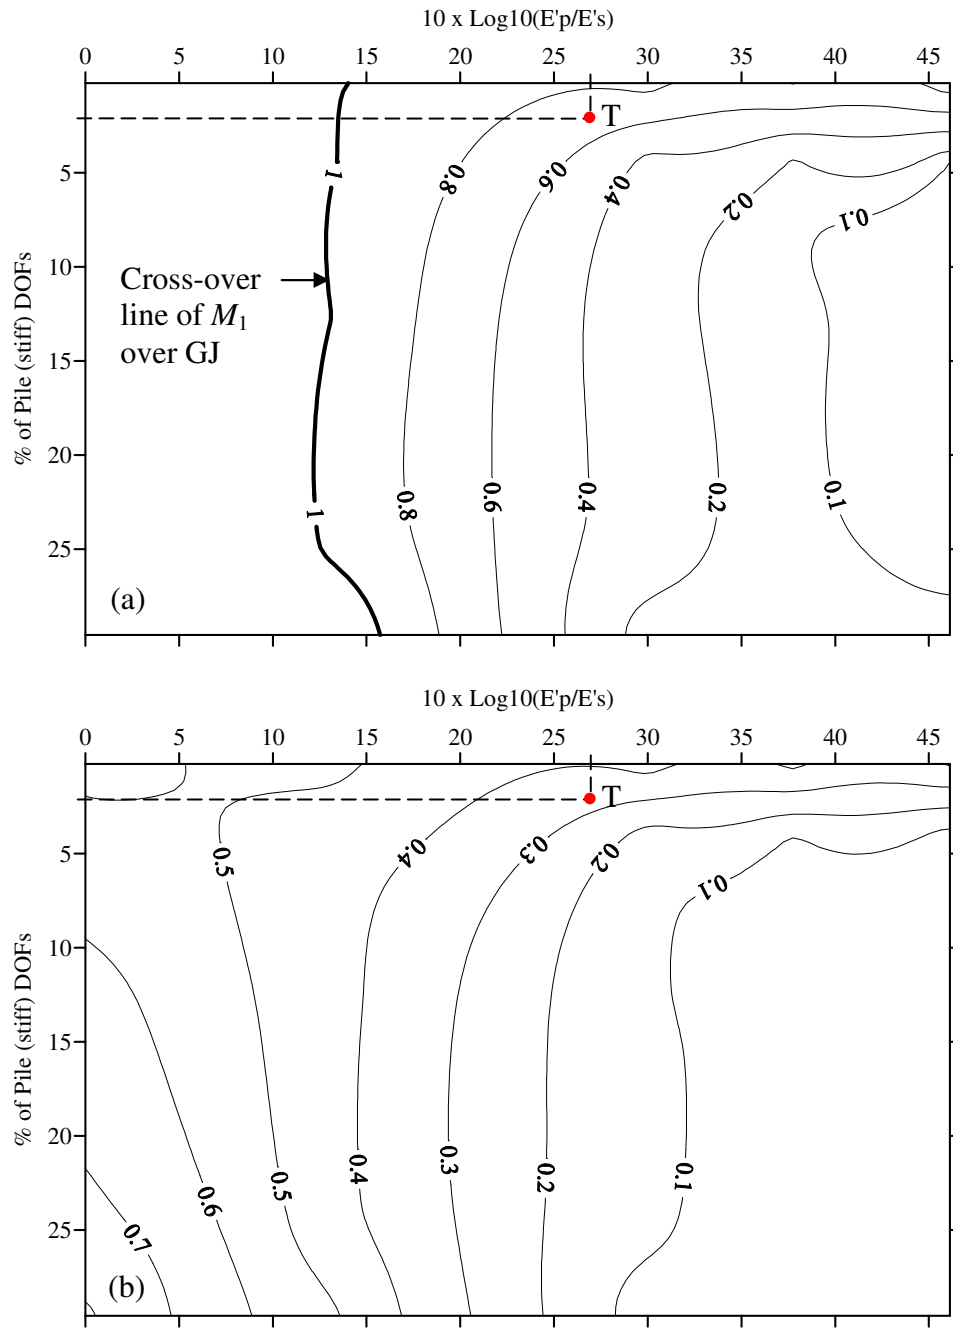 10 x Log10(E'p/E's)
0 5 10 15 20 25 30 35 40 45
T
5
1 0.8 0.6 0.4 0.2 0.1
10
Cross-over
line of M₁
over GJ
% of Pile (stiff) DOFs
15
20
1 0.8 0.6 0.4 0.2 0.1
25
(a)
10 x Log10(E'p/E's)
0 5 10 15 20 25 30 35 40 45
T
5
0.5 0.4 0.3 0.2 0.1
10
% of Pile (stiff) DOFs
15
20
0.7 0.6 0.5 0.4 0.3 0.2 0.1
25
(b)